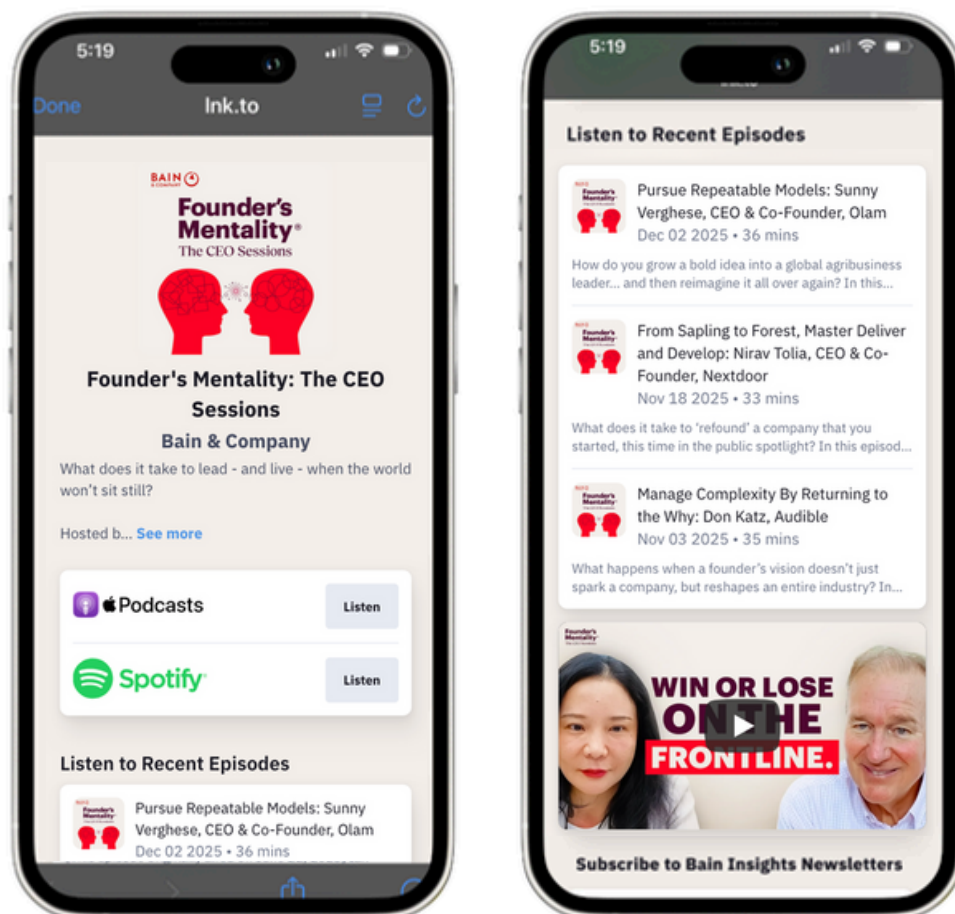 5:19
Done
lnk.to
BAIN
& COMPANY
Founder's
Mentality®
The CEO Sessions
Founder's Mentality: The CEO
Sessions
Bain & Company
What does it take to lead - and live - when the world
won't sit still?
Hosted b... See more
Podcasts
Listen
Spotify
Listen
Listen to Recent Episodes
Founder's
Mentality
Pursue Repeatable Models: Sunny
Verghese, CEO & Co-Founder, Olam
Dec 02 2025 • 36 mins
5:19
Listen to Recent Episodes
Founder's
Mentality
Pursue Repeatable Models: Sunny
Verghese, CEO & Co-Founder, Olam
Dec 02 2025 • 36 mins
How do you grow a bold idea into a global agribusiness
leader... and then reimagine it all over again? In this...
Founder's
Mentality
From Sapling to Forest, Master Deliver
and Develop: Nirav Tolia, CEO & Co-
Founder, Nextdoor
Nov 18 2025 • 33 mins
What does it take to ‘refound’ a company that you
started, this time in the public spotlight? In this episod...
Founder's
Mentality
Manage Complexity By Returning to
the Why: Don Katz, Audible
Nov 03 2025 • 35 mins
What happens when a founder's vision doesn't just
spark a company, but reshapes an entire industry? In...
Founder's
Mentality
WIN OR LOSE
ON THE
FRONTLINE.
Subscribe to Bain Insights Newsletters